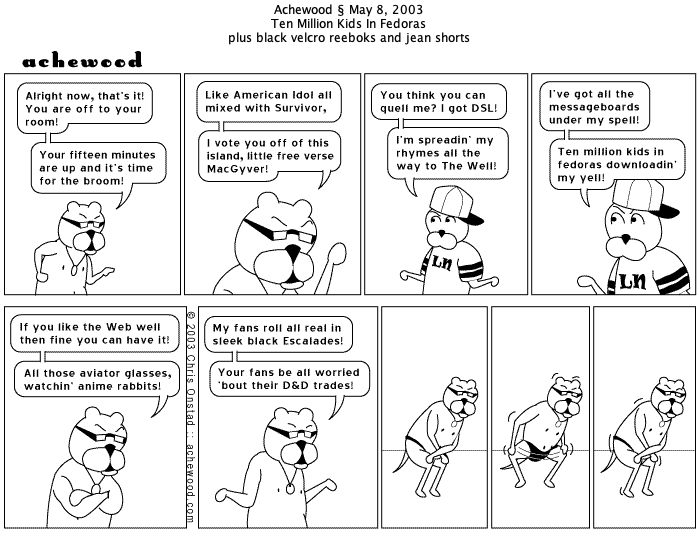 Achewood § May 8, 2003
Ten Million Kids In Fedoras
plus black velcro reeboks and jean shorts
achewood
Alright now, that's it!
You are off to your
room!
Your fifteen minutes
are up and it's time
for the broom!
Like American Idol all
mixed with Survivor,
I vote you off of this
island, little free verse
MacGyver!
You think you can
quell me? I got DSL!
I'm spreadin' my
rhymes all the
way to The Well!
LN
I've got all the
messageboards
under my spell!
Ten million kids in
fedoras downloadin'
my yell!
LN
If you like the Web well
then fine you can have it!
All those aviator glasses,
watchin' anime rabbits!
© 2003 Chris Onstad :: achewood.com
My fans roll all real in
sleek black Escalades!
Your fans be all worried
'bout their D&D trades!